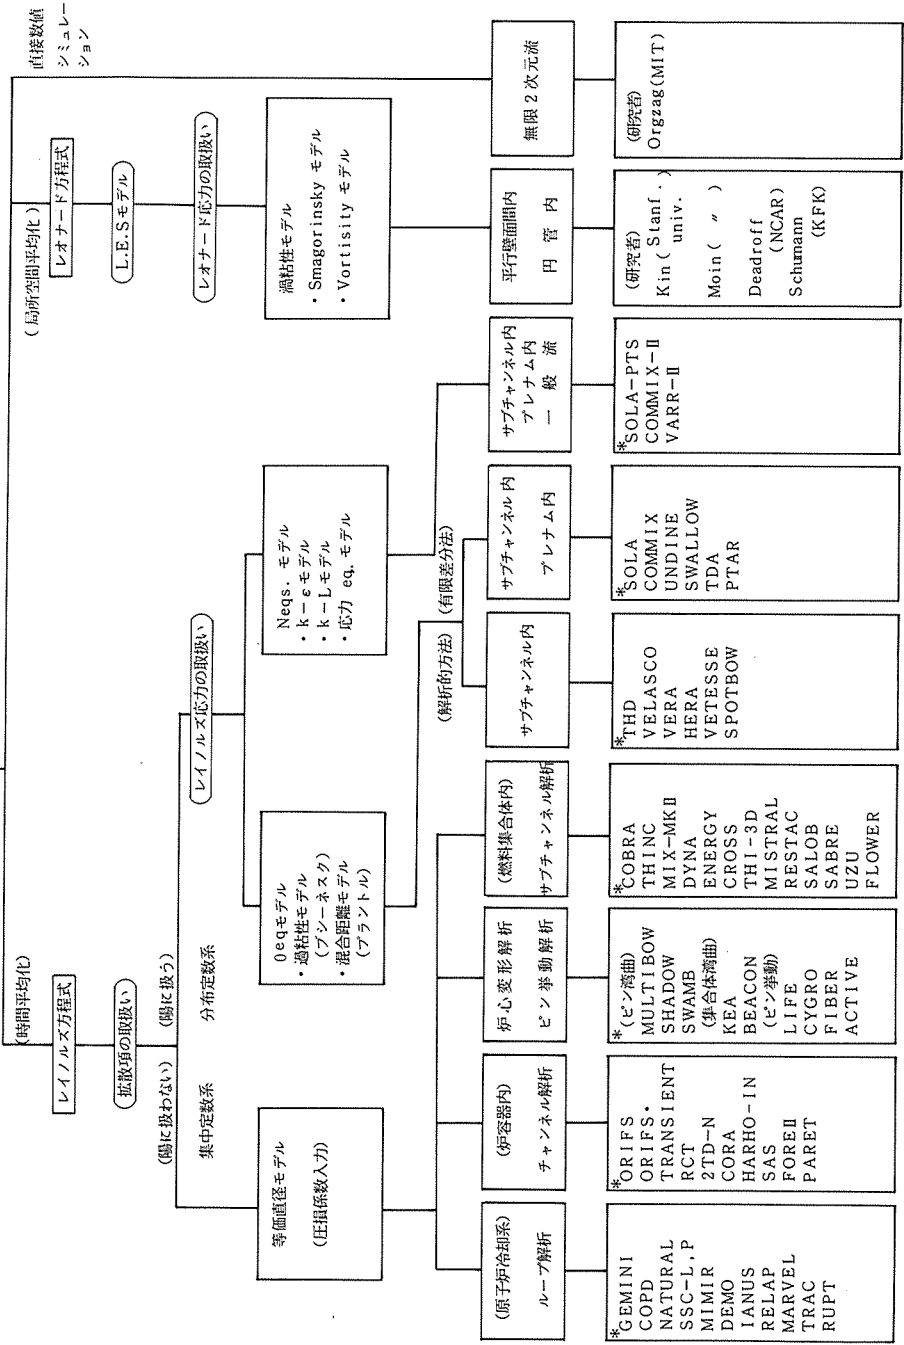 直接数値
シミュレー
ション
(時間平均化)
(局所空間平均化)
レイノルズ方程式
レオナード方程式
拡散項の取扱い
L.E.Sモデル
(陽に扱わない)
(陽に扱う)
集中定数系
分布定数系
レイノルズ応力の取扱い
レオナード応力の取扱い
等価直径モデル
(圧損係数入力)
0eqモデル
・過粘性モデル
(ブシーネスク)
・混合距離モデル
(プラントル)
Neqs. モデル
・k－εモデル
・k－Lモデル
・応力 eq. モデル
渦粘性モデル
・Smagorinsky モデル
・Vortisity モデル
(解析的方法)
(有限差分法)
(原子炉冷却系)
ループ解析
(炉容器内)
チャンネル解析
炉心変形解析
ピン挙動解析
(燃料集合体内)
サブチャンネル解析
サブチャンネル内
サブチャンネル内
プレナム内
サブチャンネル内
プレナム内
一般流
平行壁面間内
円管内
無限2次元流
*GEMINI
COPD
NATURAL
SSC-L,P
MIMIR
DEMO
IANUS
RELAP
MARVEL
TRAC
RUPT
*ORIFS
ORIFS・
TRANSIENT
RCT
2TD-N
CORA
HARHO-IN
SAS
FOREⅡ
PARET
*(ピン湾曲)
MULTIBOW
SHADOW
SWAMB
(集合体湾曲)
KEA
BEACON
(ピン挙動)
LIFE
CYGRO
FIBER
ACTIVE
*COBRA
THINC
MIX-MKⅡ
DYNA
ENERGY
CROSS
THI-3D
MISTRAL
RESTAC
SALOB
SABRE
UZU
FLOWER
*THD
VELASCO
VERA
HERA
VETESSE
SPOTBOW
*SOLA
COMMIX
UNDINE
SWALLOW
TDA
PTAR
*SOLA-PTS
COMMIX-Ⅱ
VARR-Ⅱ
(研究者)
Kin( Stanf. )
univ.
Moin( 〃 )
Deadroff
(NCAR)
Schumann
(KFK)
(研究者)
Orgzag(MIT)